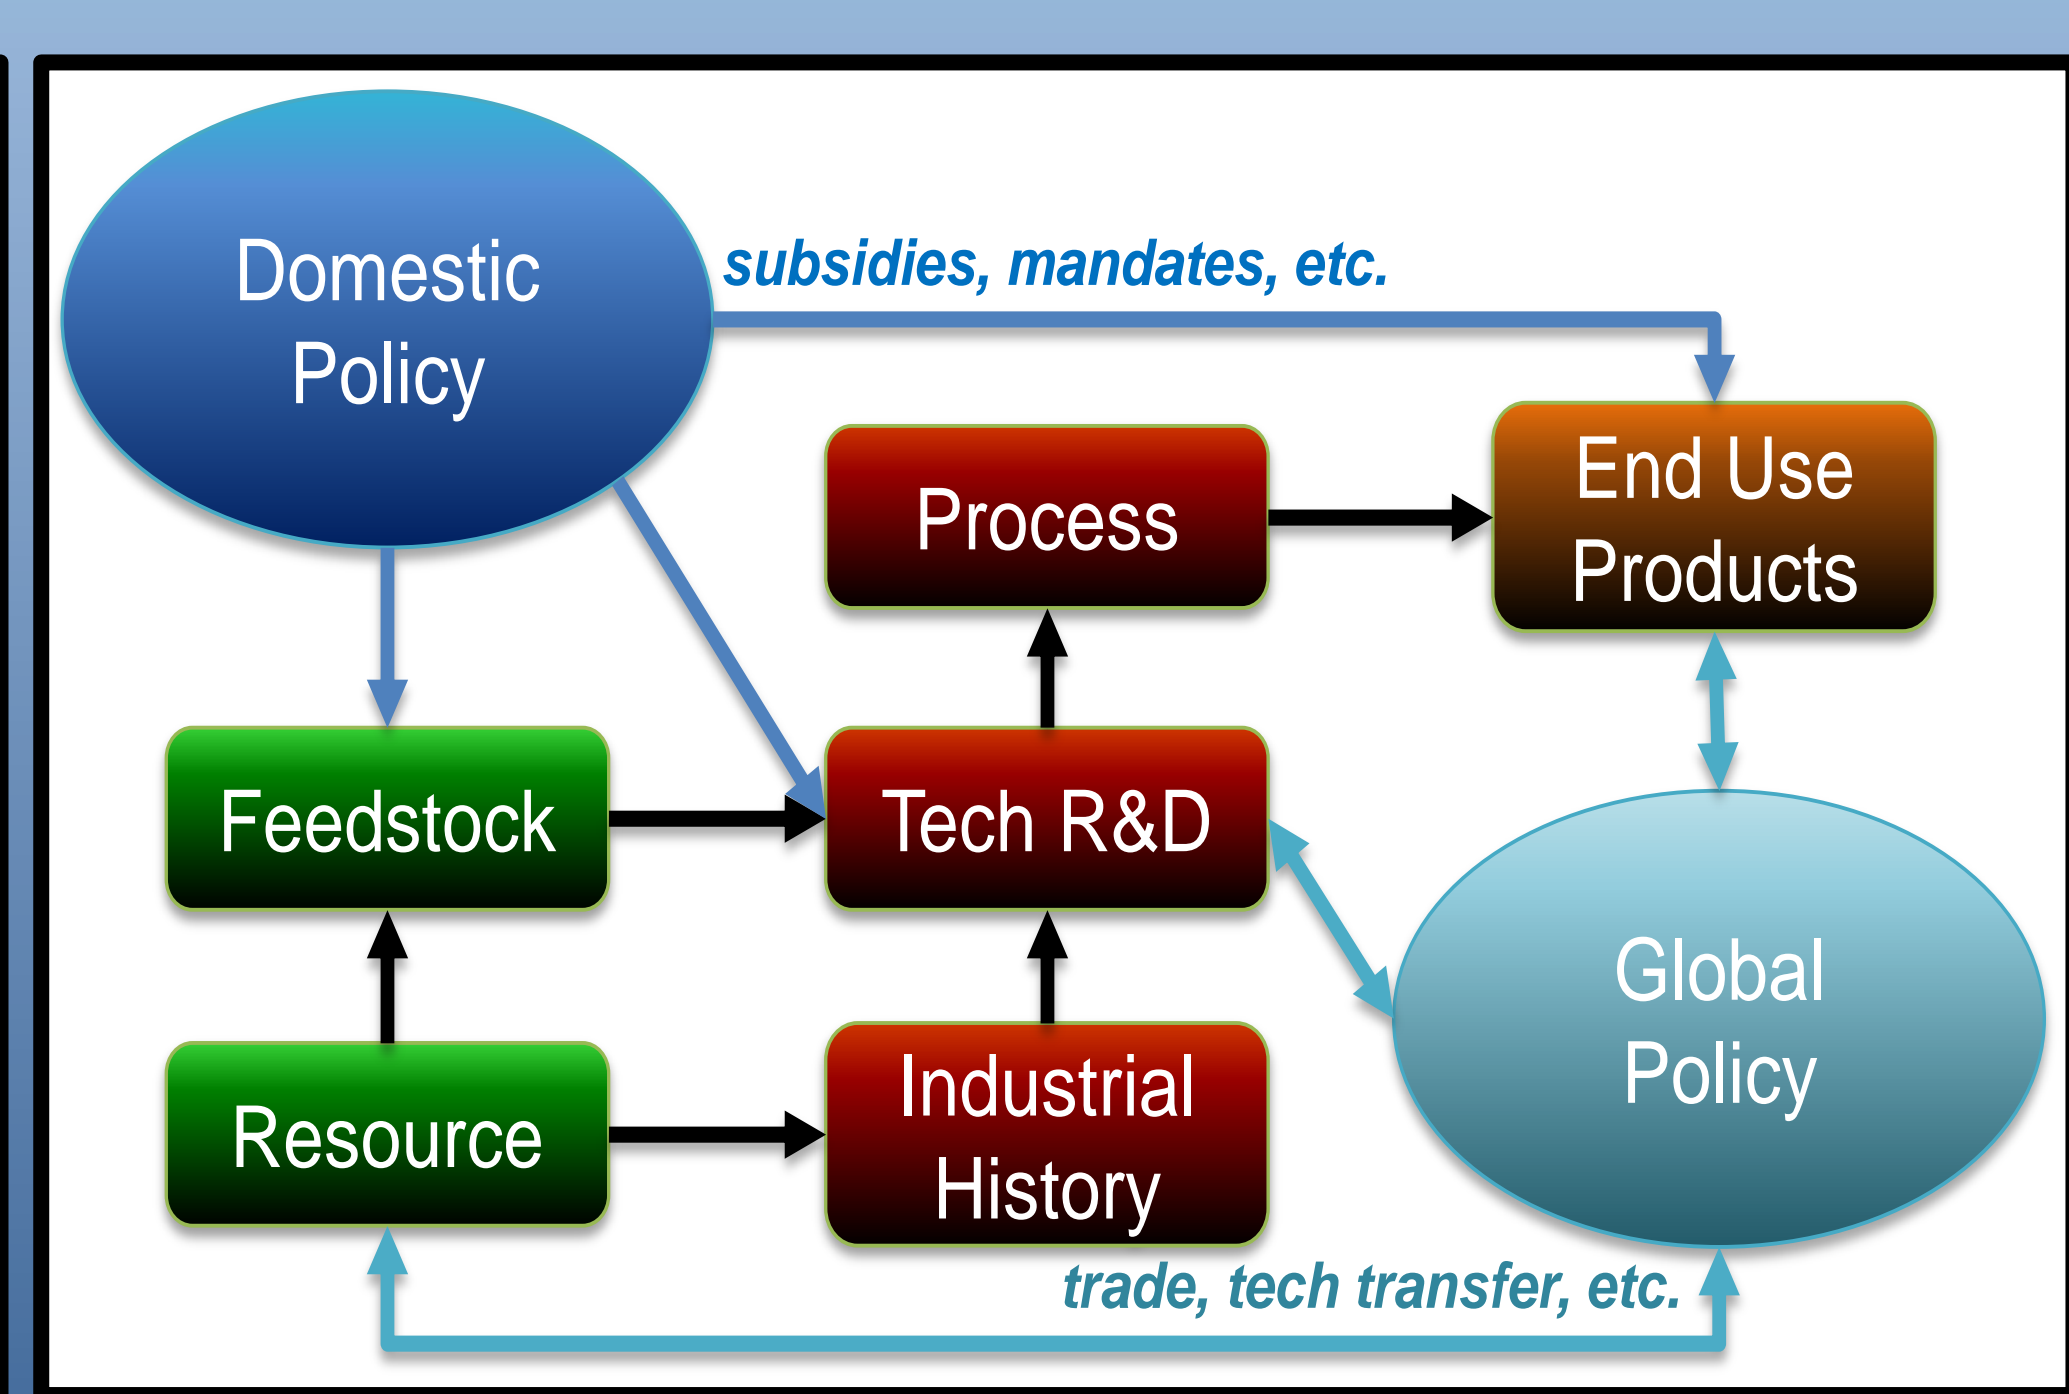 Domestic
Policy
subsidies, mandates, etc.
Process
End Use
Products
Feedstock
Tech R&D
Global
Policy
Resource
Industrial
History
trade, tech transfer, etc.